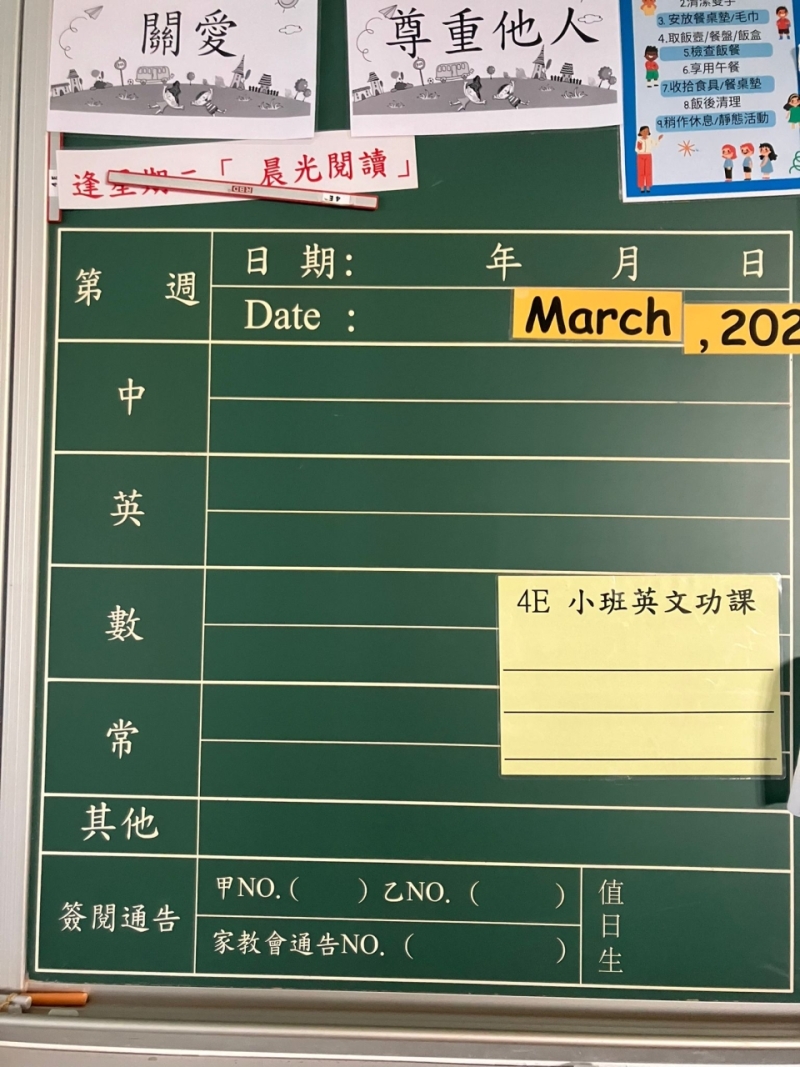 關愛
尊重他人
2.清潔雙手
3.安放餐桌墊/毛巾
4.取飯壺/餐盤/飯盒
5.檢查飯餐
6.享用午餐
7.收拾食具/餐桌墊
8.飯後清理
9.稍作休息/靜態活動
逢星期二「晨光閱讀」
4E
第 週
日 期: 年 月 日
Date :
March
, 202
中
英
數
常
4E 小班英文功課
其他
簽閱通告
甲NO.( ) 乙NO. ( )
家教會通告NO. ( )
值日生